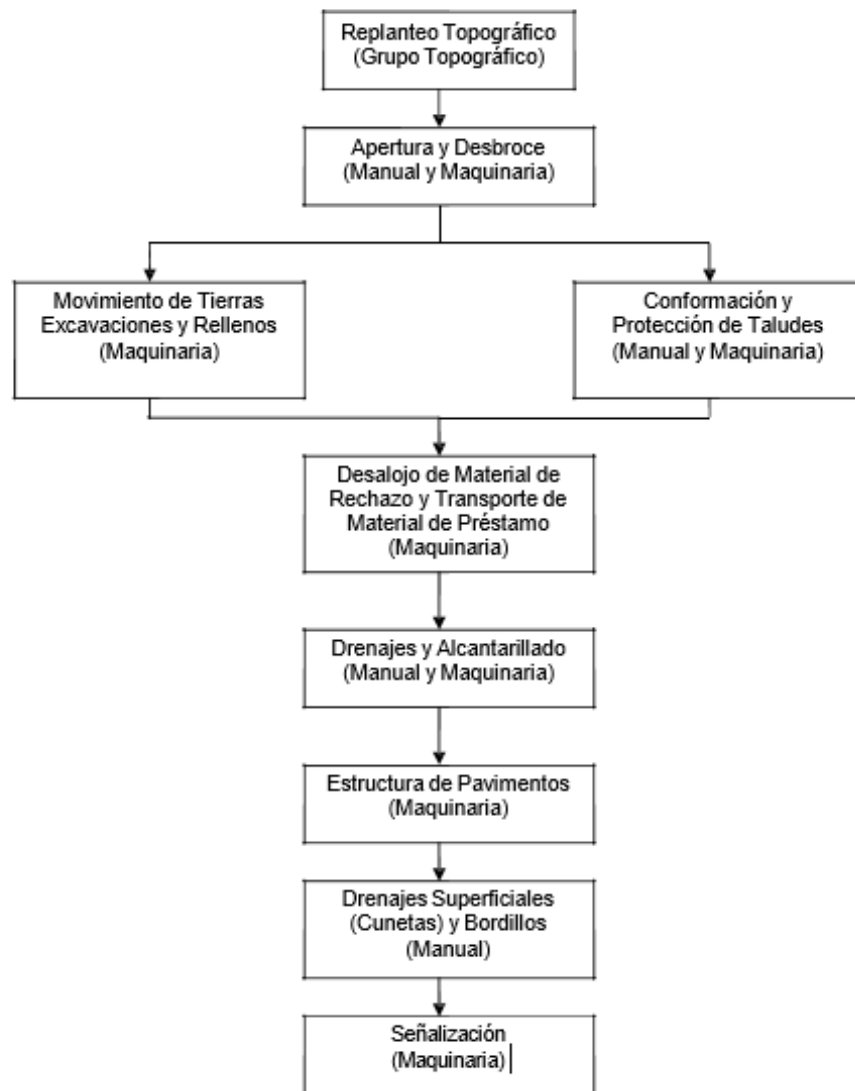 Replanteo Topográfico
(Grupo Topográfico)
Apertura y Desbroce
(Manual y Maquinaria)
Movimiento de Tierras
Excavaciones y Rellenos
(Maquinaria)
Conformación y
Protección de Taludes
(Manual y Maquinaria)
Desalojo de Material de
Rechazo y Transporte de
Material de Préstamo
(Maquinaria)
Drenajes y Alcantarillado
(Manual y Maquinaria)
Estructura de Pavimentos
(Maquinaria)
Drenajes Superficiales
(Cunetas) y Bordillos
(Manual)
Señalización
(Maquinaria)